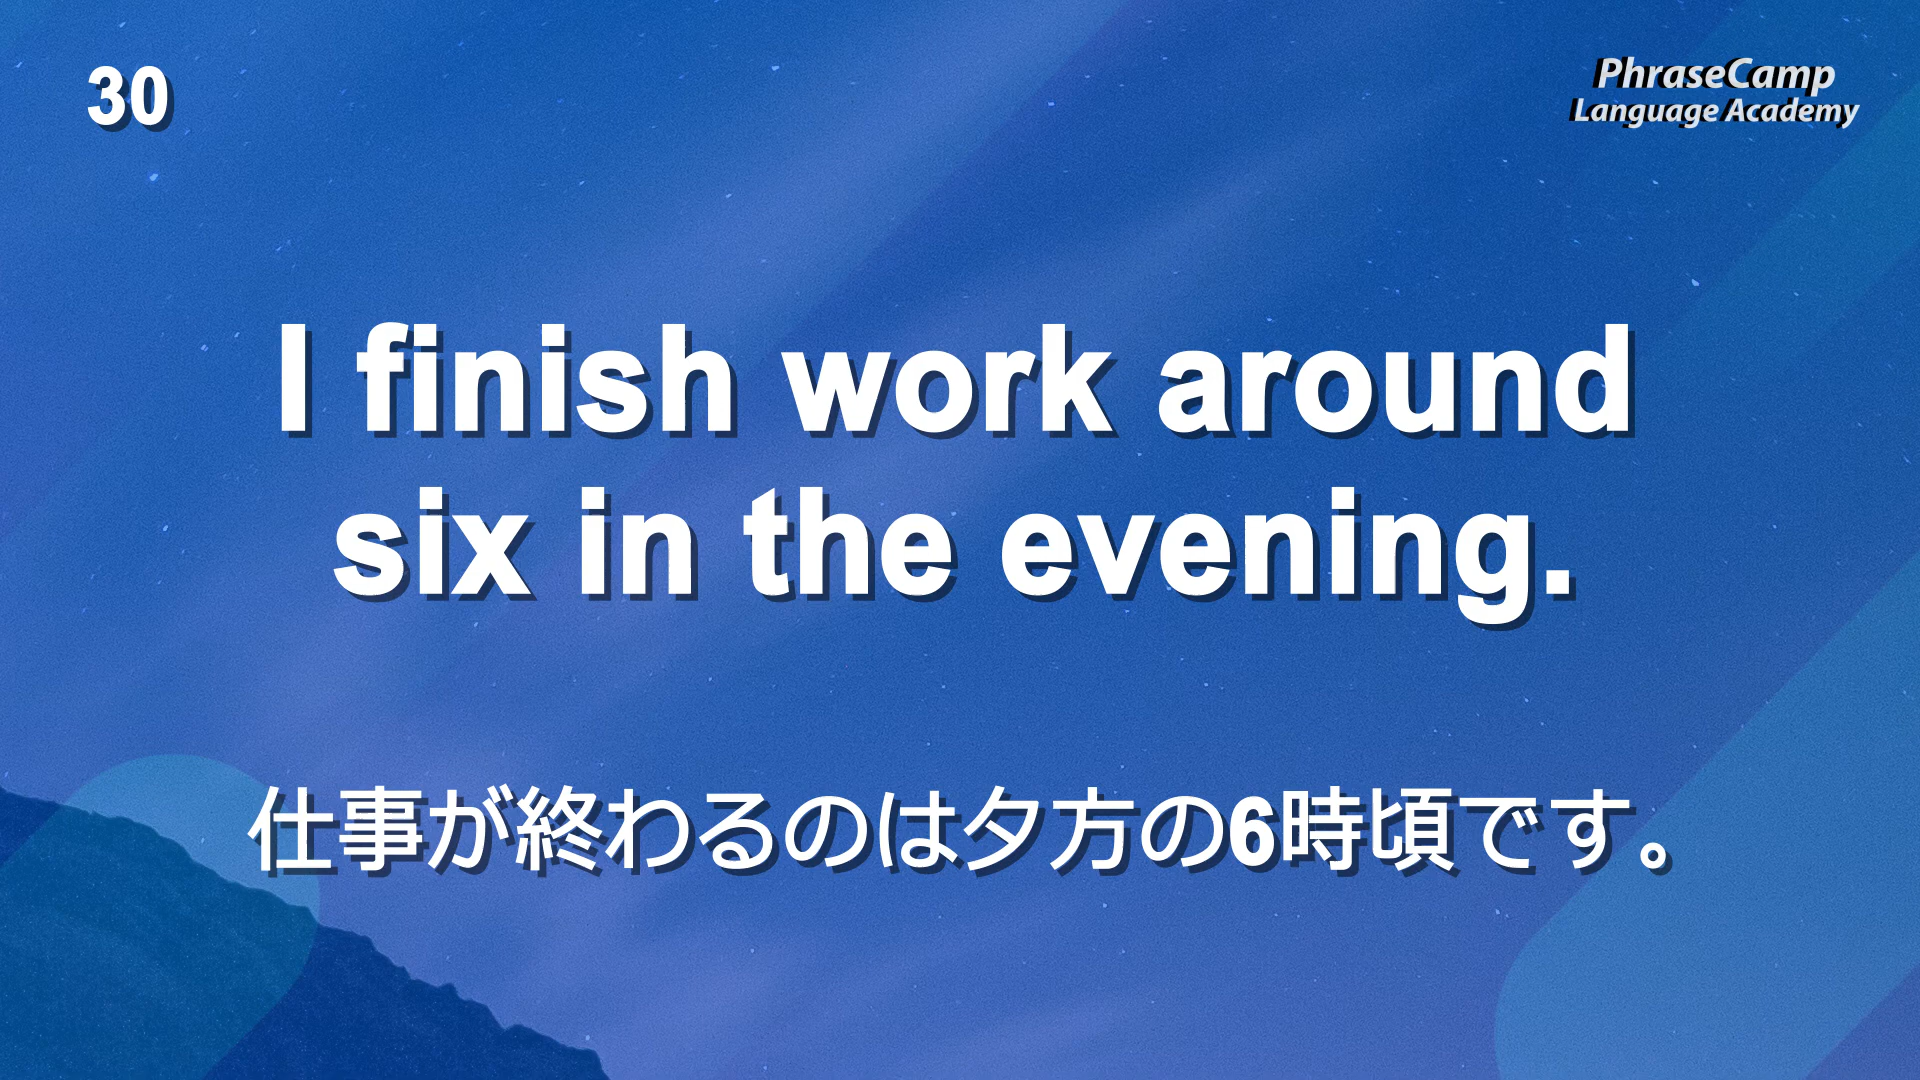 30
PhraseCamp
Language Academy
I finish work around
six in the evening.
仕事が終わるのは夕方の6時頃です。